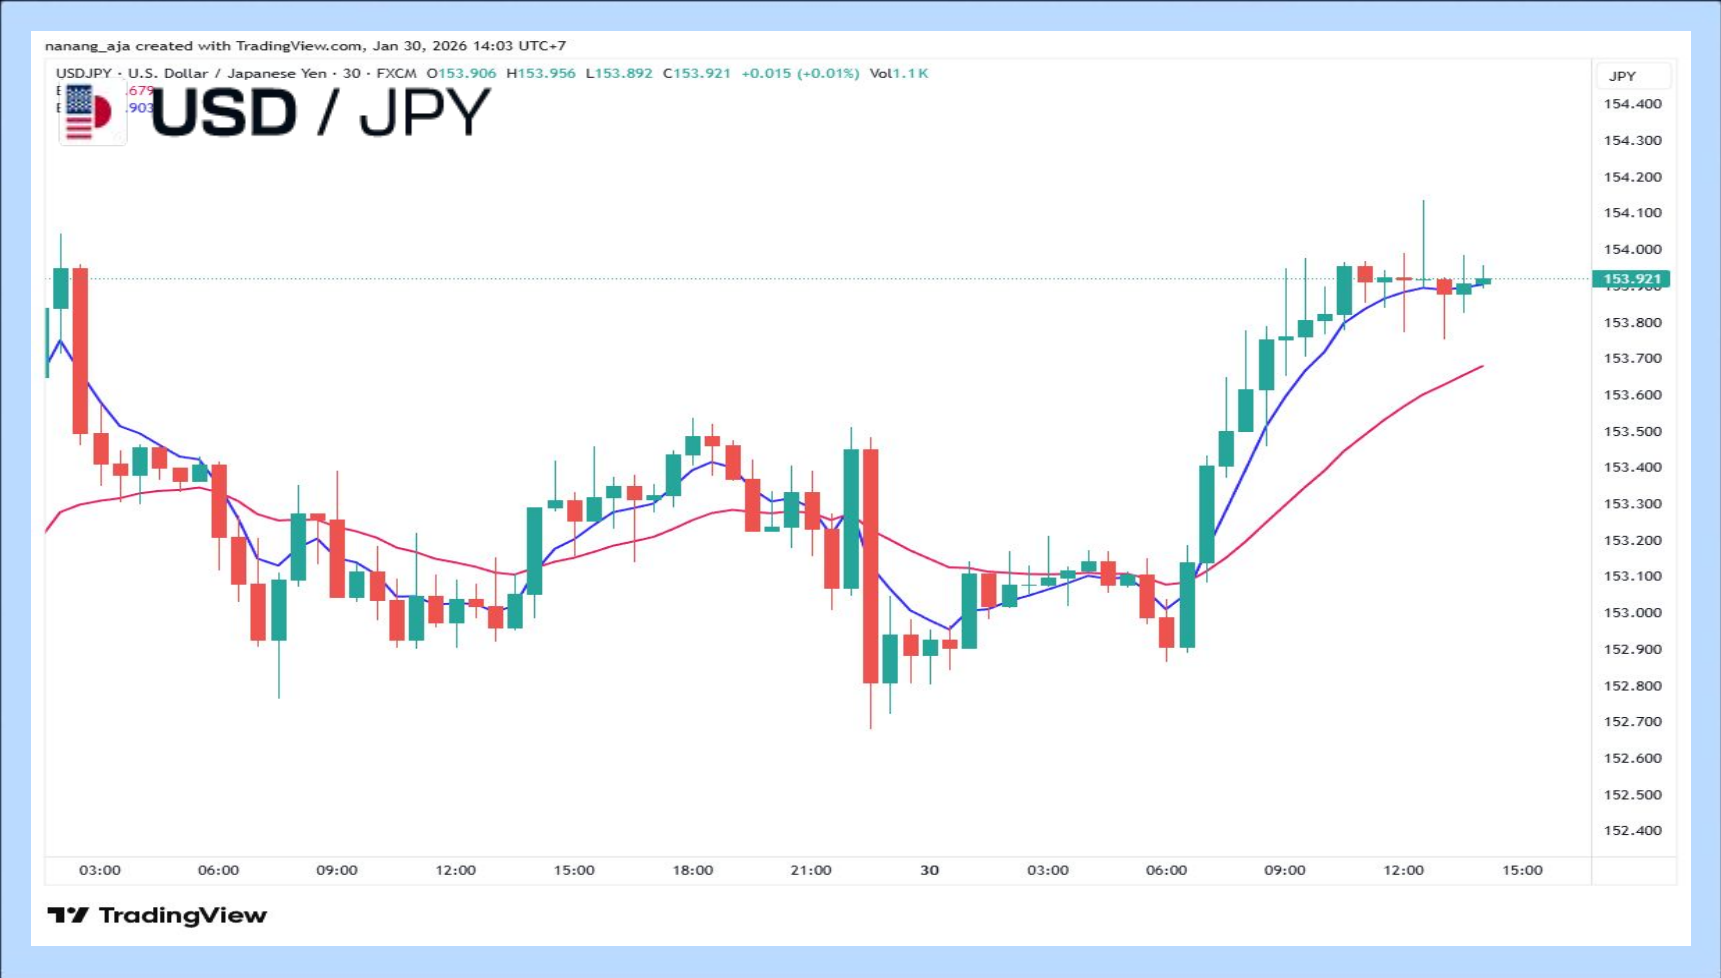 nanang_aja created with TradingView.com, Jan 30, 2026 14:03 UTC+7
USDJPY · U.S. Dollar / Japanese Yen · 30 · FXCM O153.906 H153.956 L153.892 C153.921 +0.015 (+0.01%) Vol1.1K
E .679
E .903
USD / JPY
JPY
154.400
154.300
154.200
154.100
154.000
153.921
153.800
153.700
153.600
153.500
153.400
153.300
153.200
153.100
153.000
152.900
152.800
152.700
152.600
152.500
152.400
03:00 06:00 09:00 12:00 15:00 18:00 21:00 30 03:00 06:00 09:00 12:00 15:00
TradingView